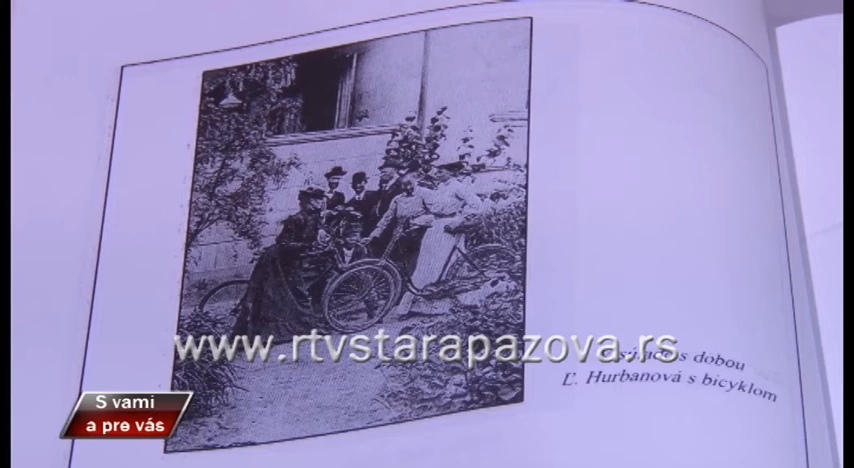 www.rtvstarapazova.rs
s dobou
Ľ. Hurbanová s bicyklom
S vami
a pre vás